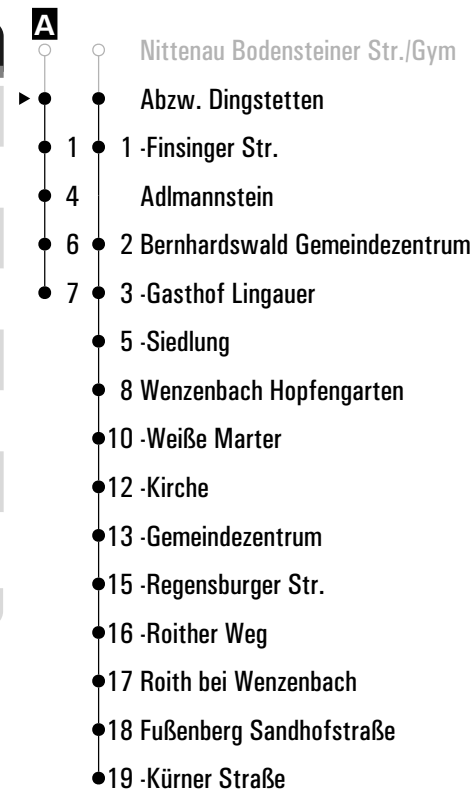 A
Nittenau Bodensteiner Str./Gym
Abzw. Dingstetten
1 1 -Finsinger Str.
4 Adlmannstein
6 2 Bernhardswald Gemeindezentrum
7 3 -Gasthof Lingauer
5 -Siedlung
8 Wenzenbach Hopfengarten
10 -Weiße Marter
12 -Kirche
13 -Gemeindezentrum
15 -Regensburger Str.
16 -Roither Weg
17 Roith bei Wenzenbach
18 Fußenberg Sandhofstraße
19 -Kürner Straße